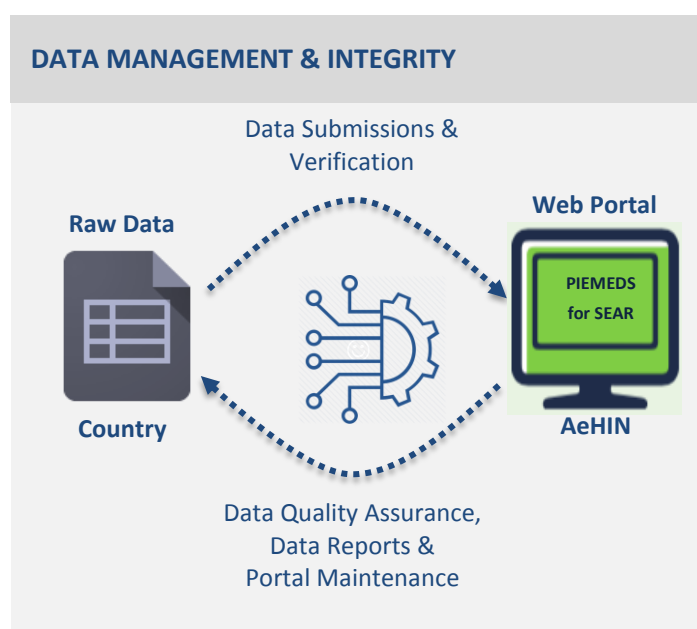 DATA MANAGEMENT & INTEGRITY
Data Submissions &
Verification
Raw Data
Web Portal
PIEMEDS
for SEAR
Country
AeHIN
Data Quality Assurance,
Data Reports &
Portal Maintenance